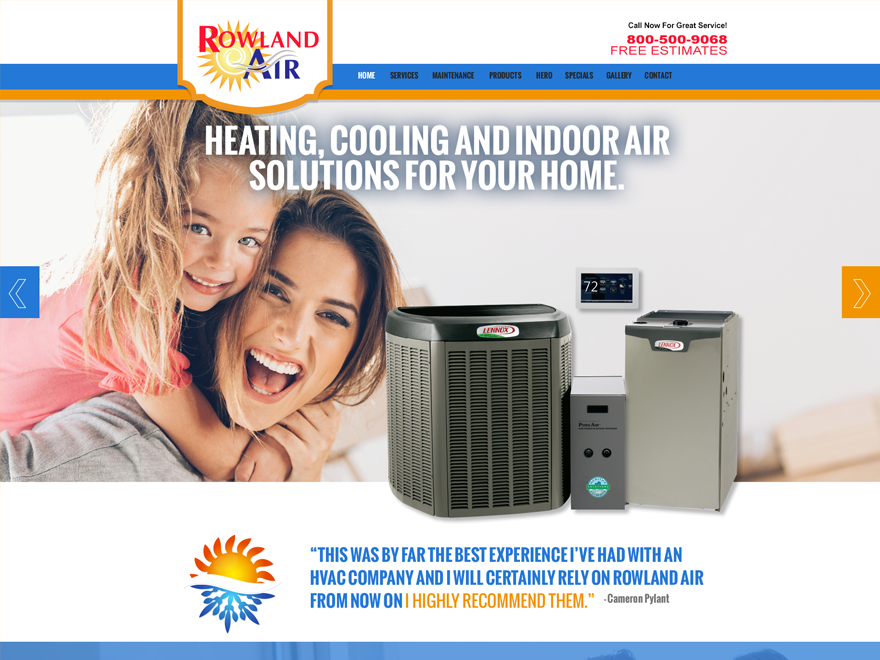 ROWLAND
AIR
Call Now For Great Service!
800-500-9068
FREE ESTIMATES
HOME SERVICES MAINTENANCE PRODUCTS HERO SPECIALS GALLERY CONTACT
HEATING, COOLING AND INDOOR AIR
SOLUTIONS FOR YOUR HOME.
72
LENNOX
LENNOX
PureAir
“THIS WAS BY FAR THE BEST EXPERIENCE I’VE HAD WITH AN
HVAC COMPANY AND I WILL CERTAINLY RELY ON ROWLAND AIR
FROM NOW ON I HIGHLY RECOMMEND THEM.” - Cameron Pylant